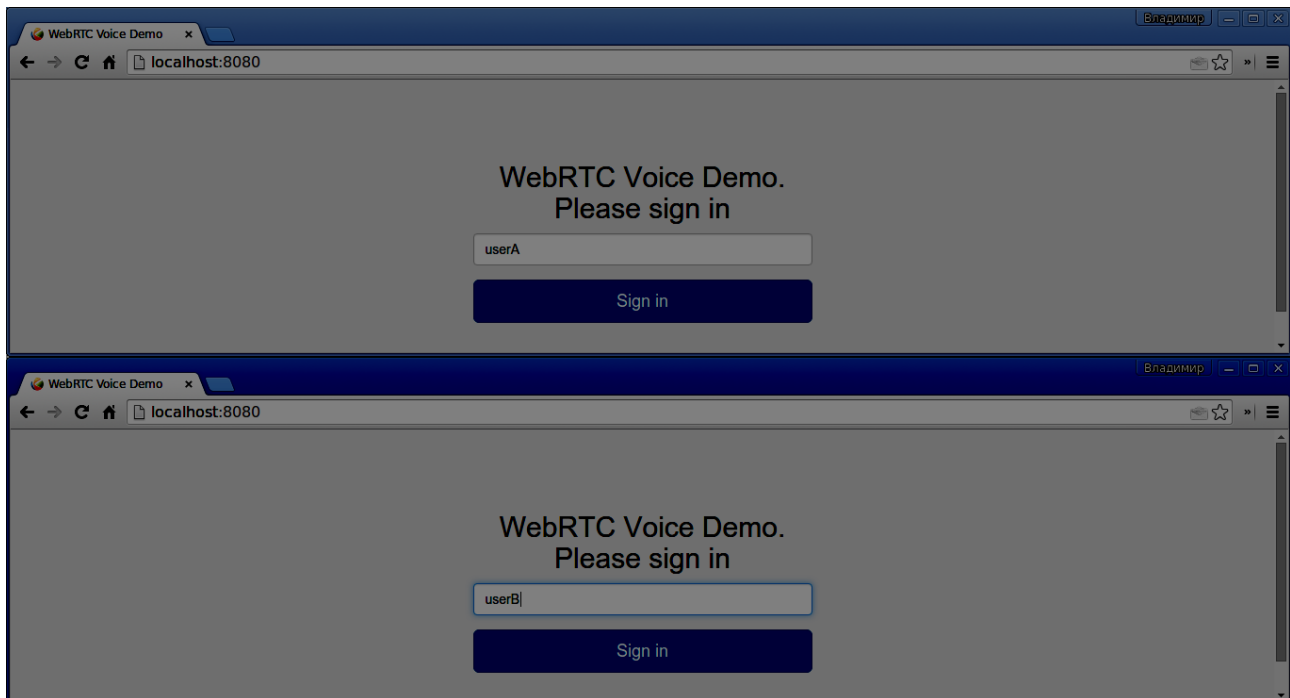 Владимир
WebRTC Voice Demo
localhost:8080
WebRTC Voice Demo.
Please sign in
userA
Sign in
Владимир
WebRTC Voice Demo
localhost:8080
WebRTC Voice Demo.
Please sign in
userB
Sign in